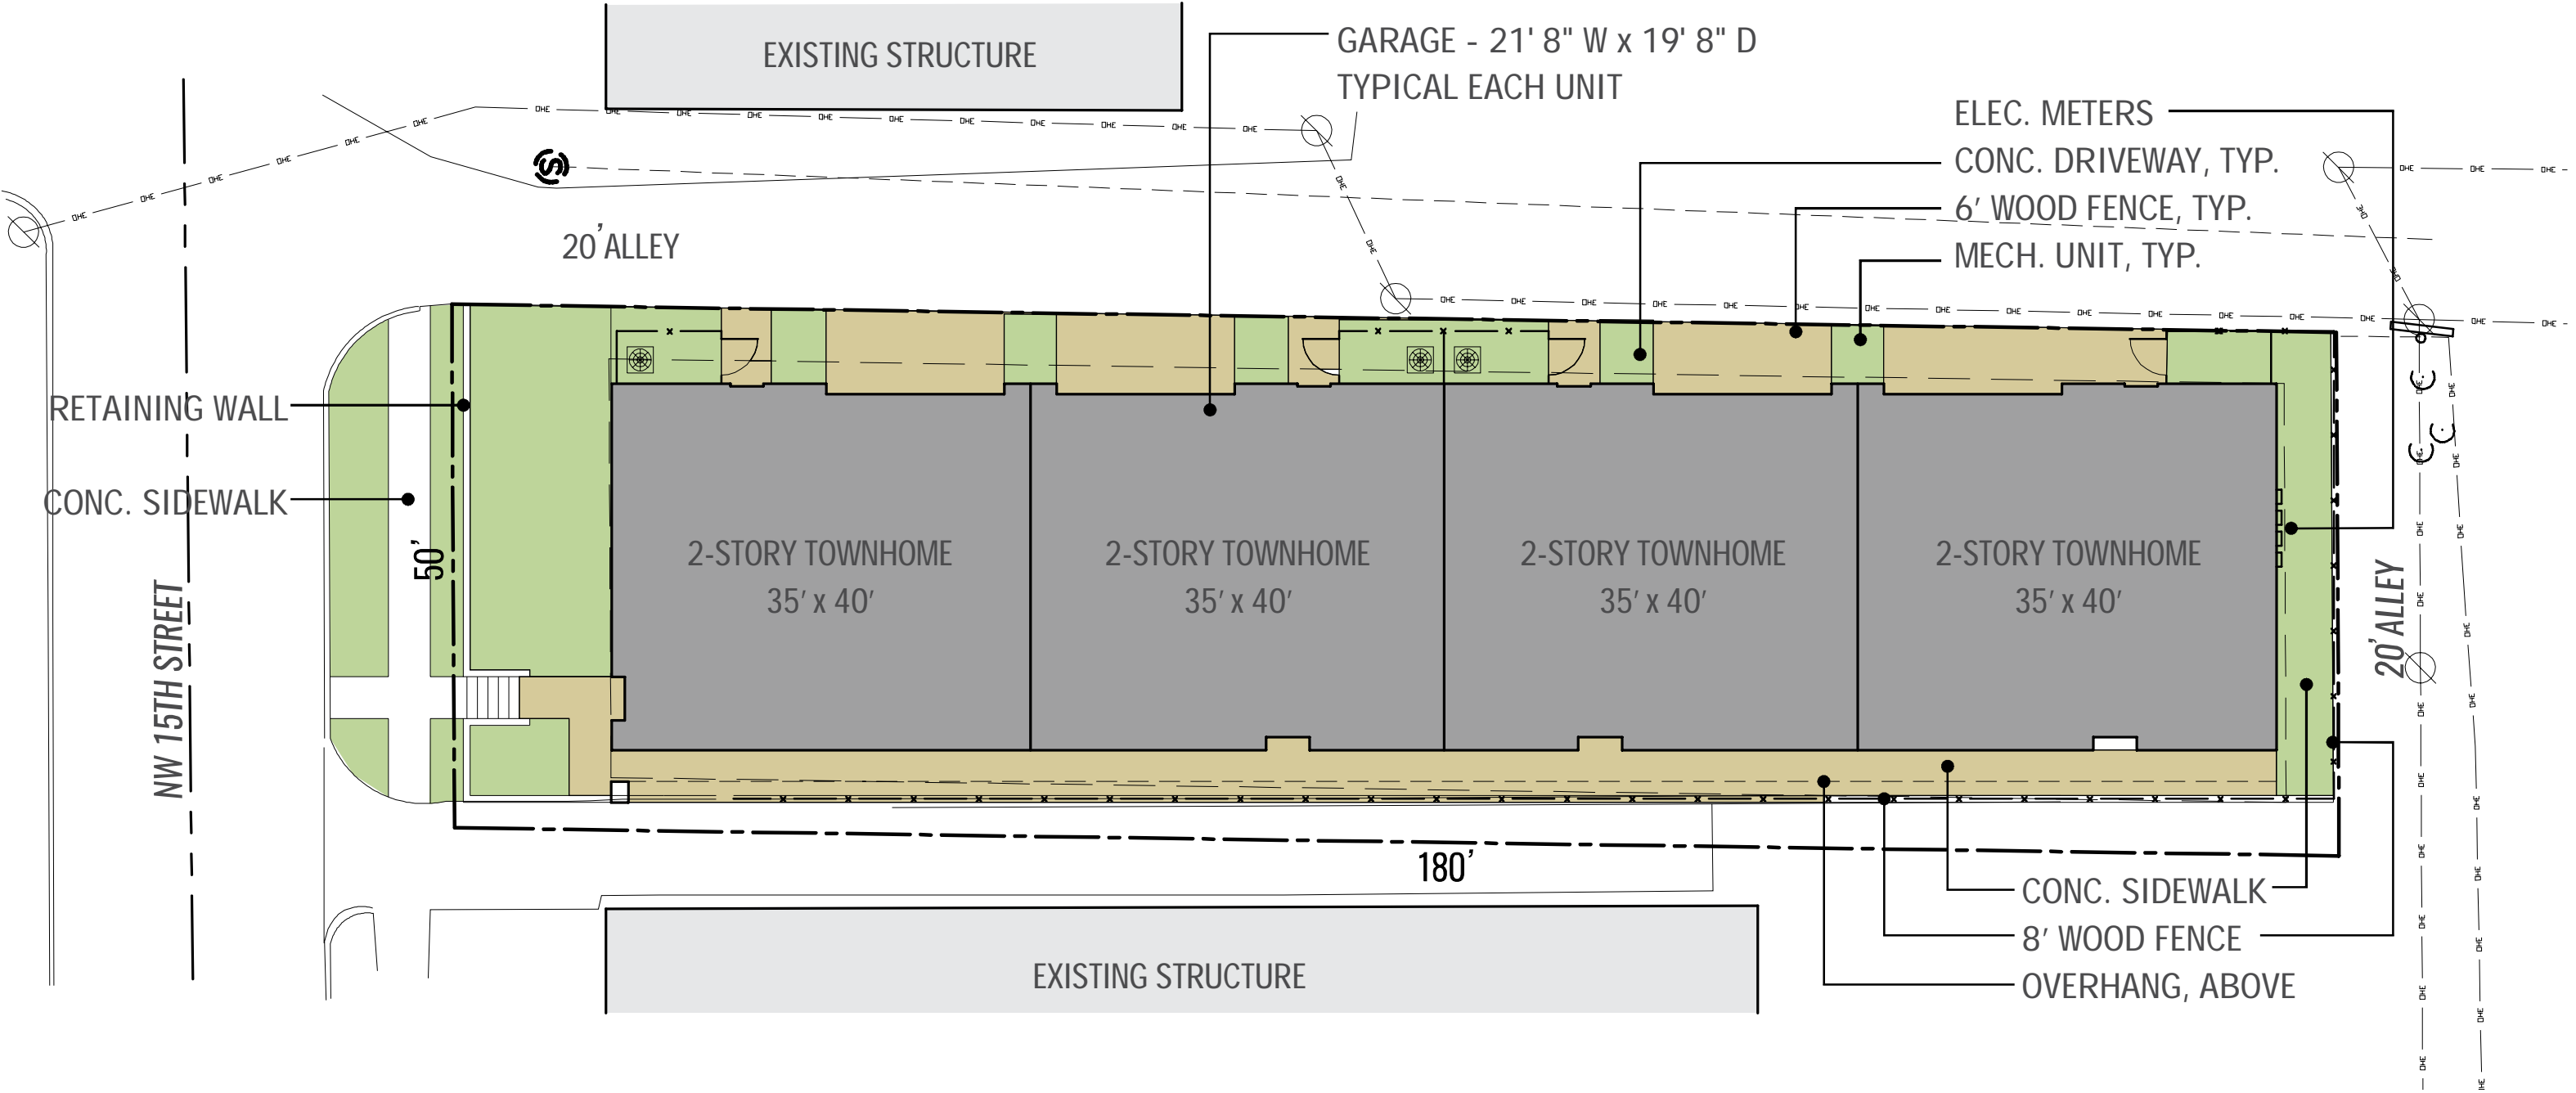 EXISTING STRUCTURE
GARAGE - 21' 8" W x 19' 8" D
TYPICAL EACH UNIT
ELEC. METERS
CONC. DRIVEWAY, TYP.
6' WOOD FENCE, TYP.
MECH. UNIT, TYP.
(S)
20' ALLEY
RETAINING WALL
CONC. SIDEWALK
50'
NW 15TH STREET
2-STORY TOWNHOME
35' x 40'
2-STORY TOWNHOME
35' x 40'
2-STORY TOWNHOME
35' x 40'
2-STORY TOWNHOME
35' x 40'
20' ALLEY
180'
CONC. SIDEWALK
8' WOOD FENCE
OVERHANG, ABOVE
EXISTING STRUCTURE